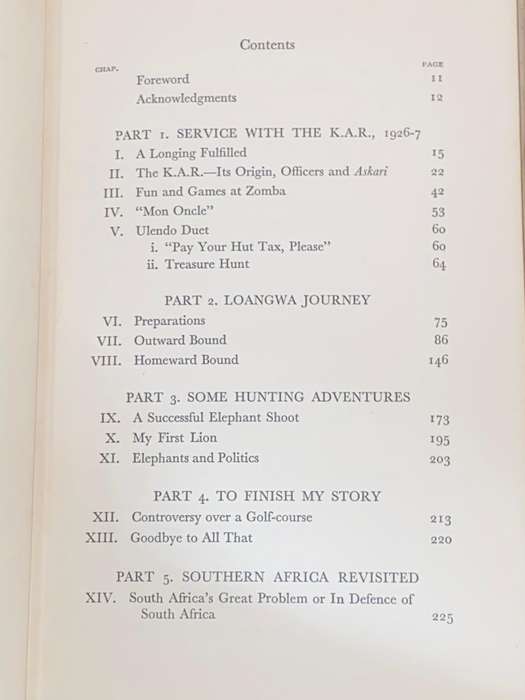 Contents
CHAP. PAGE
Foreword 11
Acknowledgments 12
PART 1. SERVICE WITH THE K.A.R., 1926-7
I. A Longing Fulfilled 15
II. The K.A.R.—Its Origin, Officers and Askari 22
III. Fun and Games at Zomba 42
IV. “Mon Oncle” 53
V. Ulendo Duet 60
i. “Pay Your Hut Tax, Please” 60
ii. Treasure Hunt 64
PART 2. LOANGWA JOURNEY
VI. Preparations 75
VII. Outward Bound 86
VIII. Homeward Bound 146
PART 3. SOME HUNTING ADVENTURES
IX. A Successful Elephant Shoot 173
X. My First Lion 195
XI. Elephants and Politics 203
PART 4. TO FINISH MY STORY
XII. Controversy over a Golf-course 213
XIII. Goodbye to All That 220
PART 5. SOUTHERN AFRICA REVISITED
XIV. South Africa’s Great Problem or In Defence of
South Africa 225